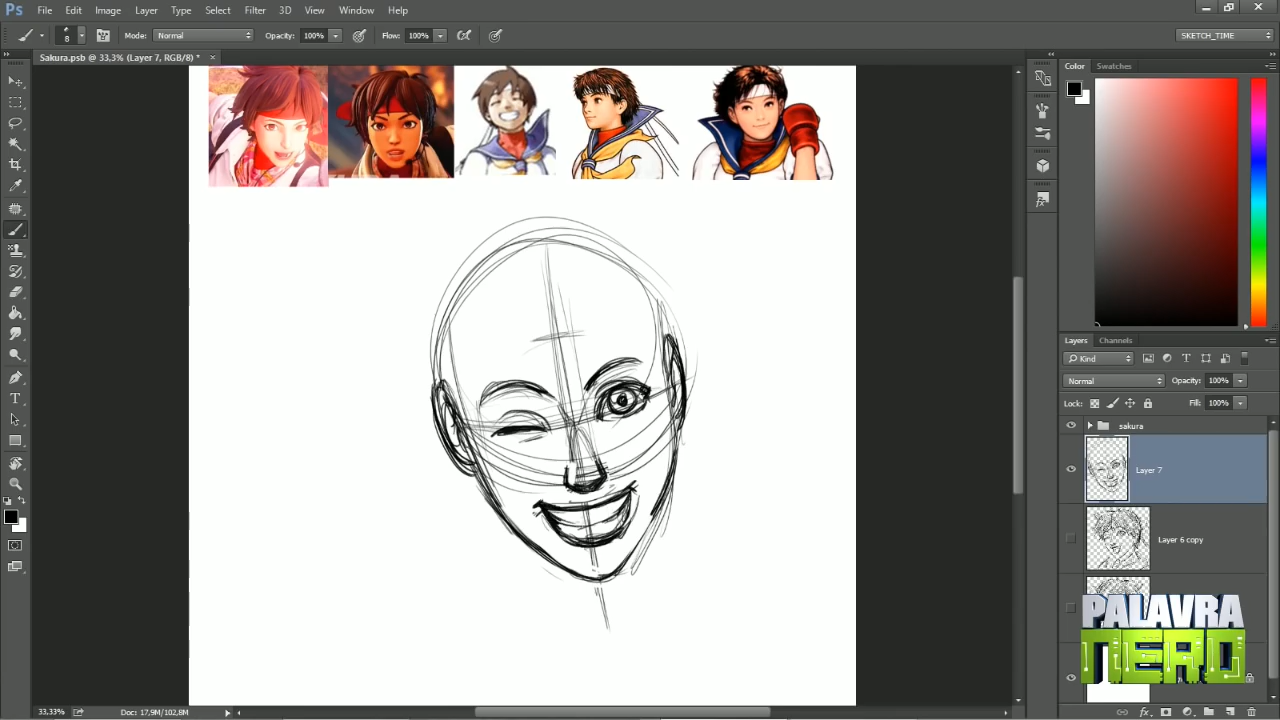 Ps File Edit Image Layer Type Select Filter 3D View Window Help
8 Mode: Normal Opacity: 100% Flow: 100% SKETCH_TIME
Sakura.psb @ 33,3% (Layer 7, RGB/8) * ×
Color Swatches
Layers Channels
Kind
Normal Opacity: 100%
Lock: Fill: 100%
sakura
Layer 7
Layer 6 copy
PALAVRA
NERD
33,33% Doc: 17,9M/102,8M